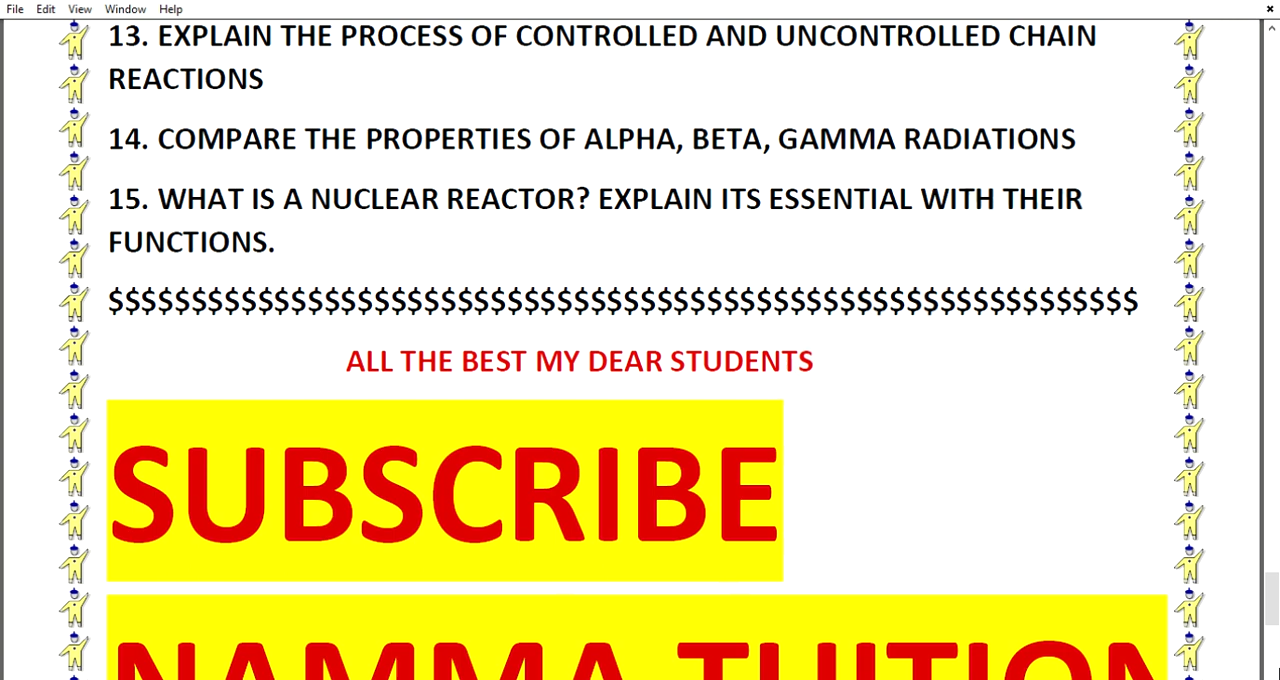 File Edit View Window Help
13. EXPLAIN THE PROCESS OF CONTROLLED AND UNCONTROLLED CHAIN
REACTIONS
14. COMPARE THE PROPERTIES OF ALPHA, BETA, GAMMA RADIATIONS
15. WHAT IS A NUCLEAR REACTOR? EXPLAIN ITS ESSENTIAL WITH THEIR
FUNCTIONS.
$$$$$$$$$$$$$$$$$$$$$$$$$$$$$$$$$$$$$$$$$$$$$$$$$$$$$$$$$$$$$$
ALL THE BEST MY DEAR STUDENTS
SUBSCRIBE
NAMMA TUITION